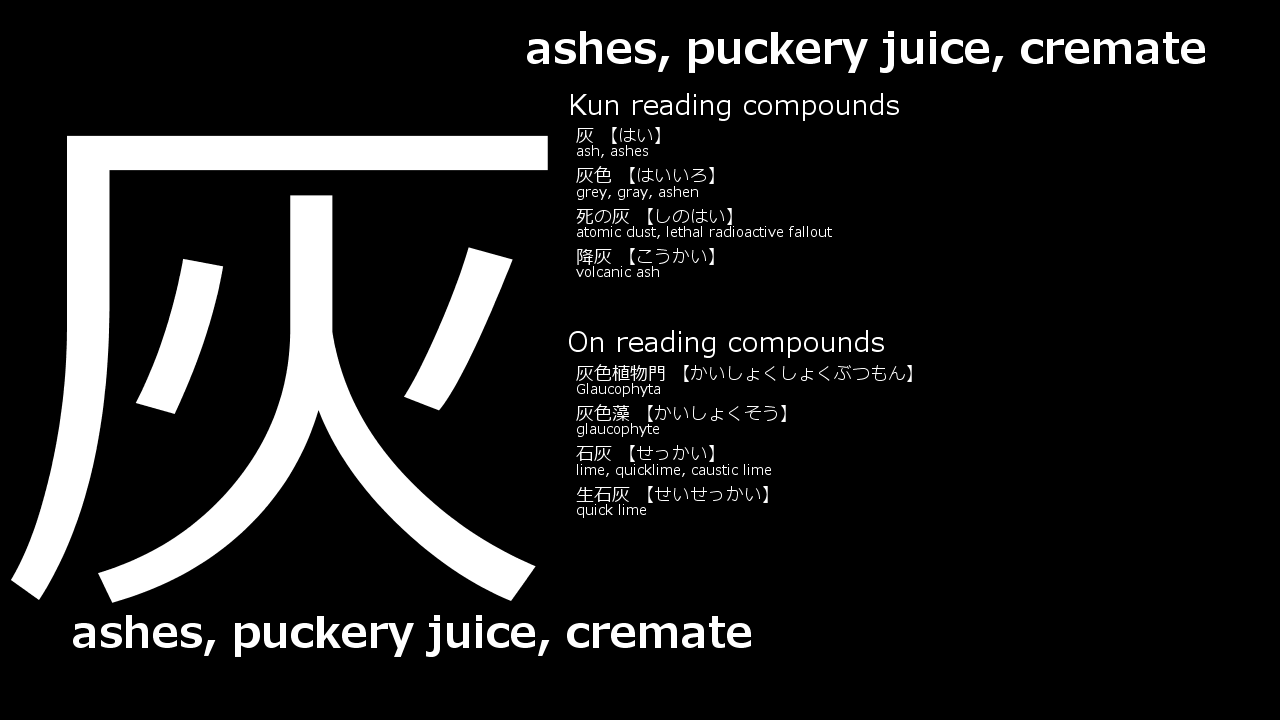 ashes, puckery juice, cremate
灰
Kun reading compounds
灰 【はい】
ash, ashes
灰色 【はいいろ】
grey, gray, ashen
死の灰 【しのはい】
atomic dust, lethal radioactive fallout
降灰 【こうかい】
volcanic ash
On reading compounds
灰色植物門 【かいしょくしょくぶつもん】
Glaucophyta
灰色藻 【かいしょくそう】
glaucophyte
石灰 【せっかい】
lime, quicklime, caustic lime
生石灰 【せいせっかい】
quick lime
ashes, puckery juice, cremate